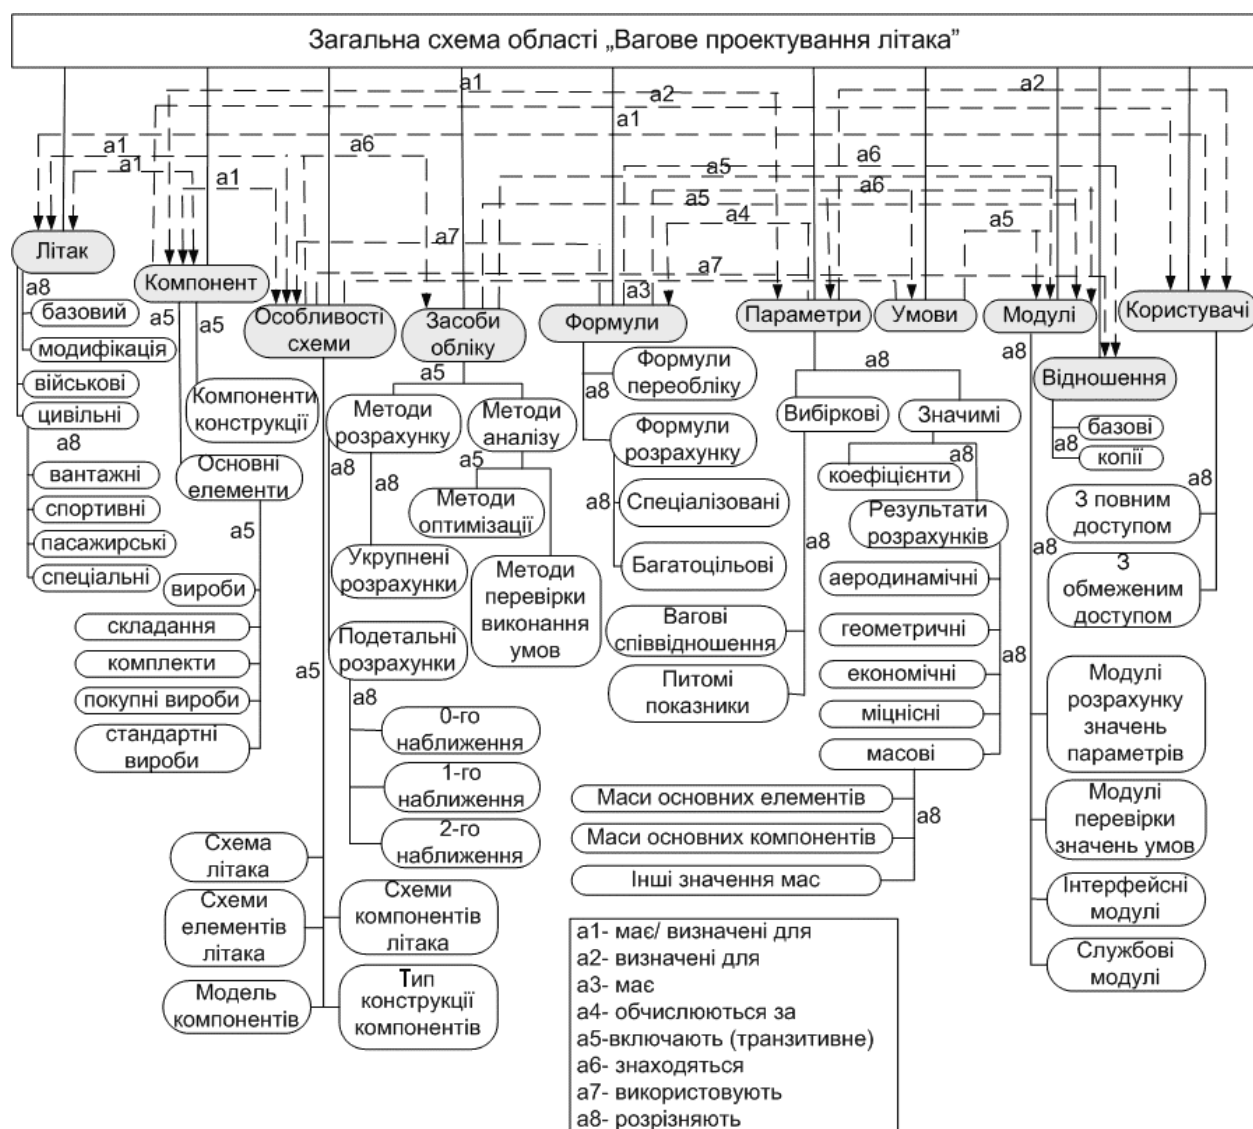 Загальна схема області „Вагове проектування літака”
a1
a2
a2
a1
a1
a6
a6
a1
a1
a5
a6
a5
a4
a5
a7
a7
a3
Літак
Компонент
Особливості
схеми
Засоби
обліку
Формули
Параметри
Умови
Модулі
Користувачі
Відношення
a8
базовий
модифікація
військові
цивільні
a8
вантажні
спортивні
пасажирські
спеціальні
a5
a5
Компоненти
конструкції
Основні
елементи
a5
вироби
складання
комплекти
покупні вироби
стандартні
вироби
a8
a5
Схема
літака
Схеми
елементів
літака
Модель
компонентів
Схеми
компонентів
літака
Тип
конструкції
компонентів
a5
Методи
розрахунку
Методи
аналізу
a8
a5
Методи
оптимізації
Укрупнені
розрахунки
Методи
перевірки
виконання
умов
Подетальні
розрахунки
a8
0-го
наближення
1-го
наближення
2-го
наближення
Формули
переобліку
a8
Формули
розрахунку
a8
Спеціалізовані
Багатоцільові
a8
Вибіркові
Значимі
a8
коефіцієнти
Результати
розрахунків
a8
Вагові
співвідношення
Питомі
показники
аеродинамічні
геометричні
a8
економічні
міцнісні
масові
Маси основних елементів
a8
Маси основних компонентів
Інші значення мас
a8
базові
a8
копії
a8
З повним
доступом
З
обмеженим
доступом
a8
Модулі
розрахунку
значень
параметрів
Модулі
перевірки
значень умов
Інтерфейсні
модулі
Службові
модулі
a1- має/ визначені для
a2- визначені для
a3- має
a4- обчислюються за
a5-включають (транзитивне)
a6- знаходяться
a7- використовують
a8- розрізняють